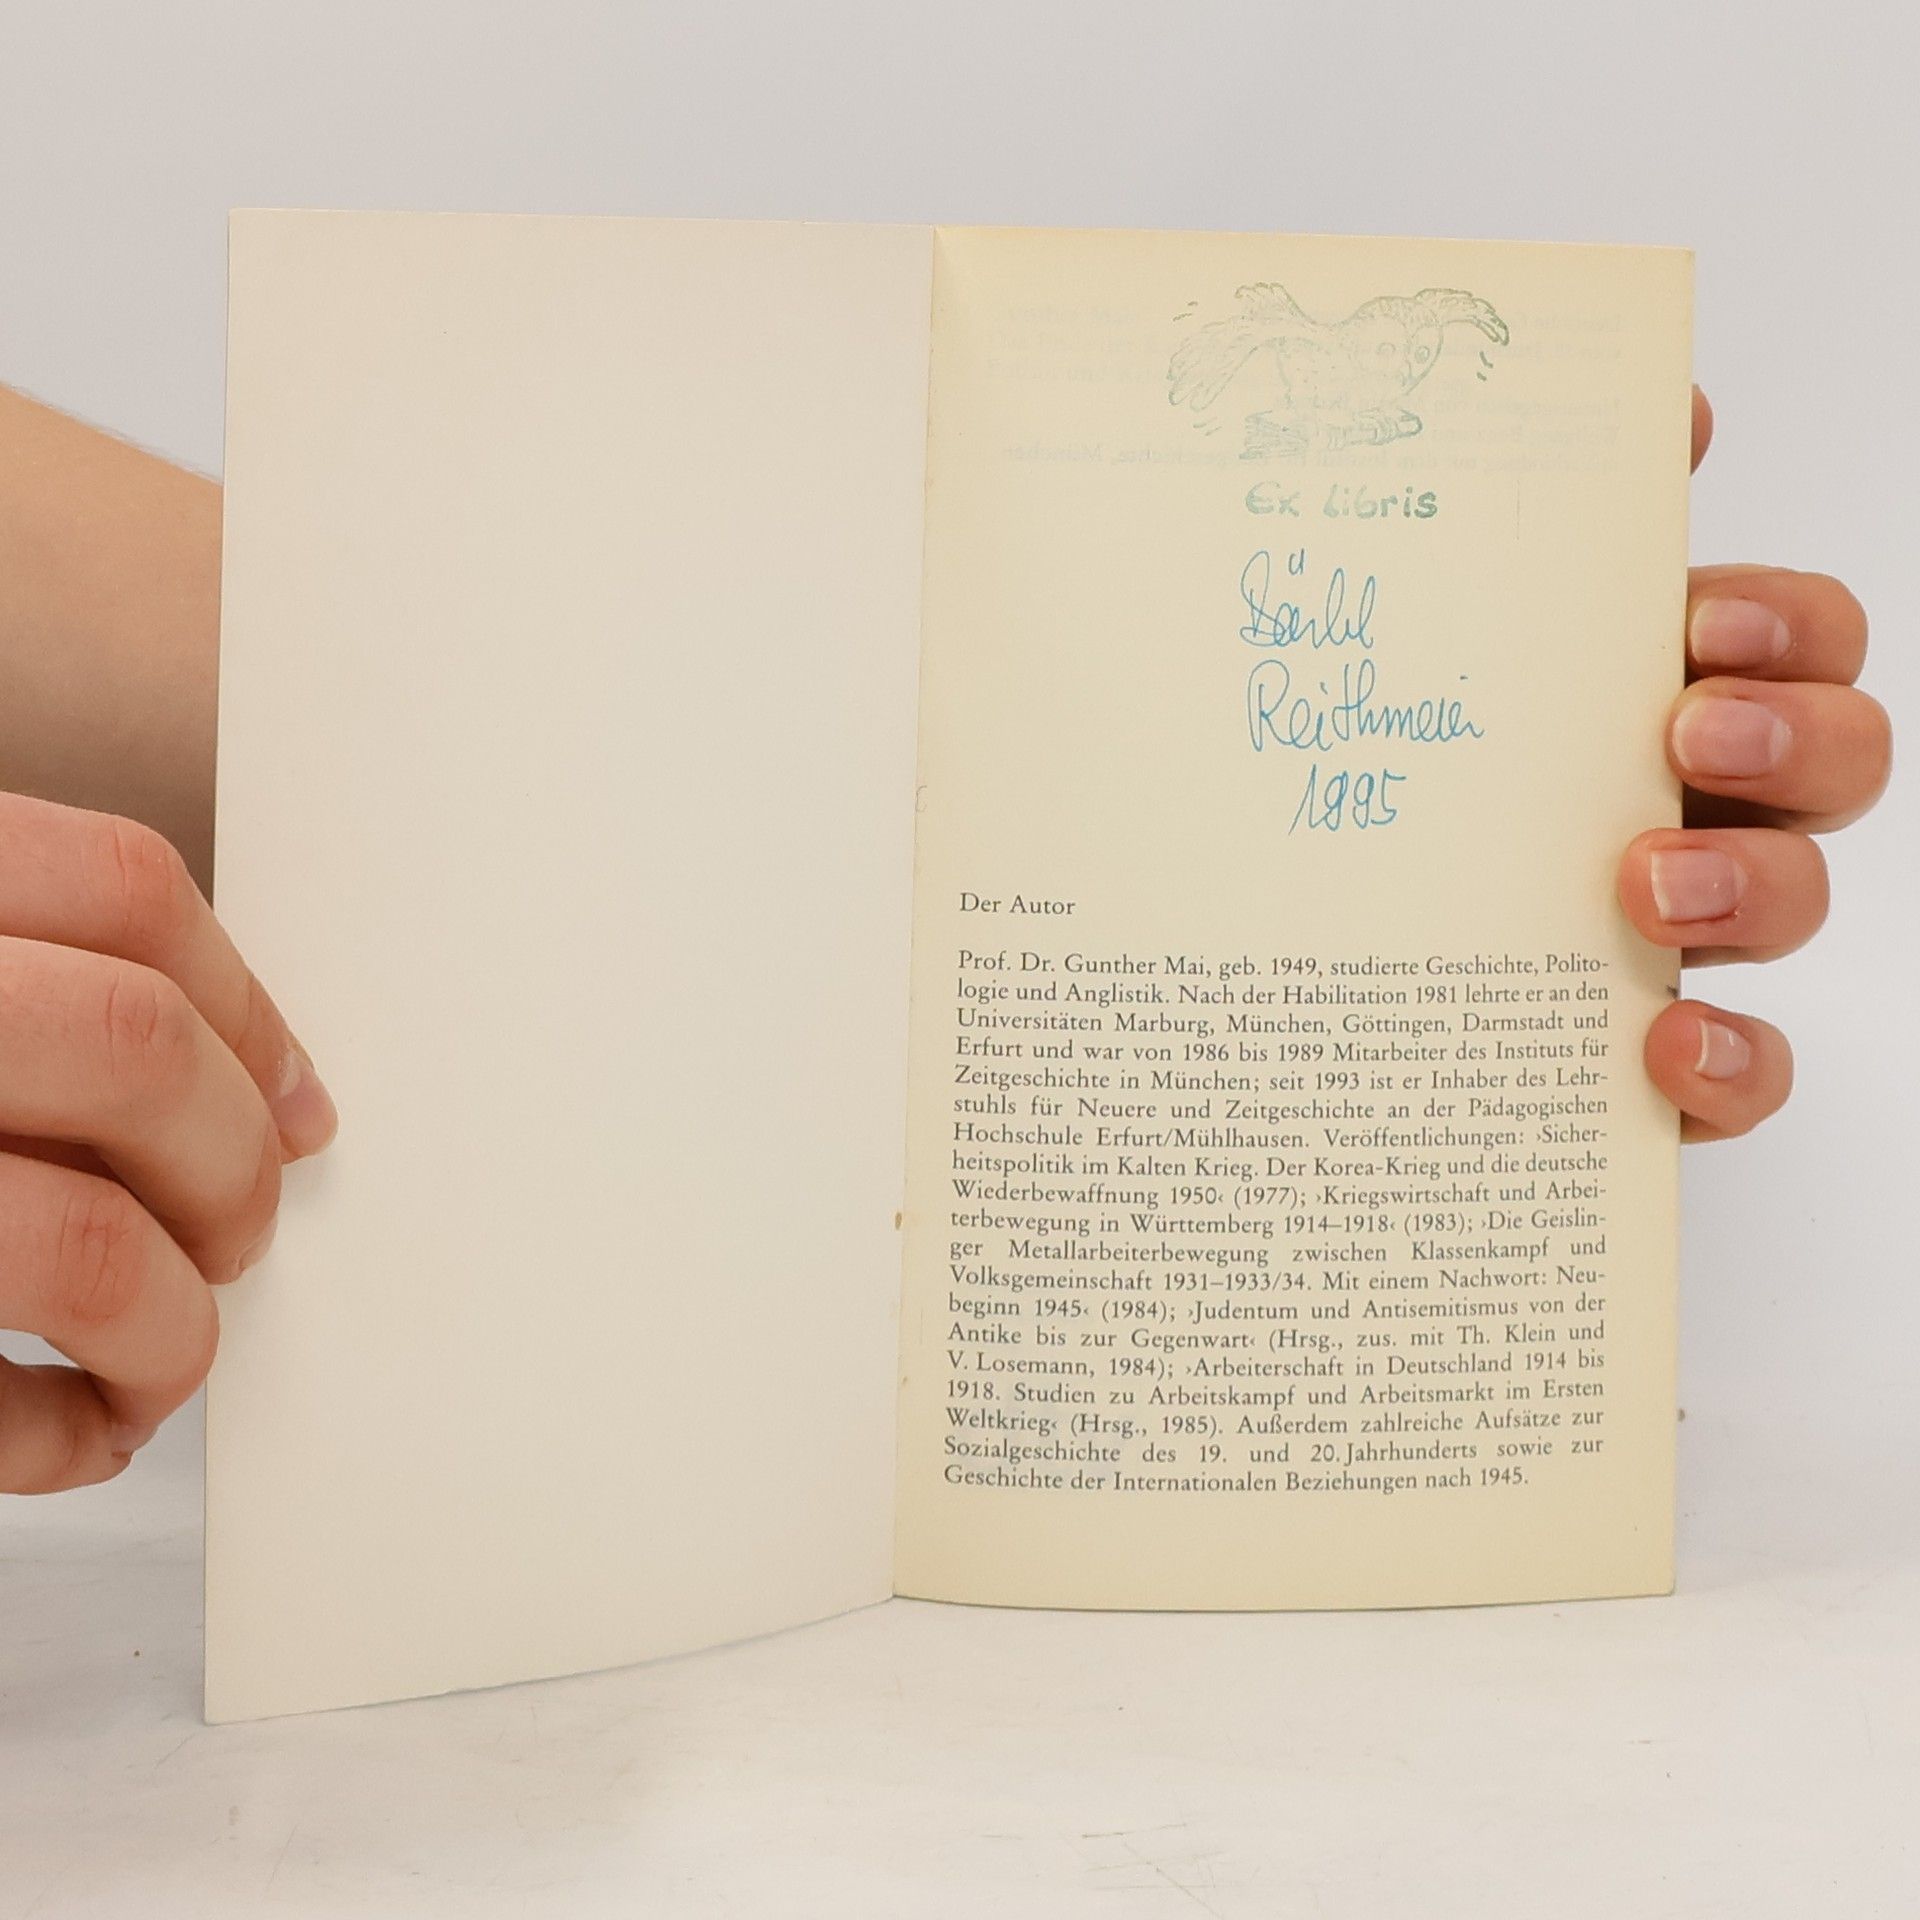 Ex libris
Bärbl
Reithmeier
1995
Der Autor
Prof. Dr. Gunther Mai, geb. 1949, studierte Geschichte, Polito-
logie und Anglistik. Nach der Habilitation 1981 lehrte er an den
Universitäten Marburg, München, Göttingen, Darmstadt und
Erfurt und war von 1986 bis 1989 Mitarbeiter des Instituts für
Zeitgeschichte in München; seit 1993 ist er Inhaber des Lehr-
stuhls für Neuere und Zeitgeschichte an der Pädagogischen
Hochschule Erfurt/Mühlhausen. Veröffentlichungen: ›Sicher-
heitspolitik im Kalten Krieg. Der Korea-Krieg und die deutsche
Wiederbewaffnung 1950‹ (1977); ›Kriegswirtschaft und Arbei-
terbewegung in Württemberg 1914–1918‹ (1983); ›Die Geislin-
ger Metallarbeiterbewegung zwischen Klassenkampf und
Volksgemeinschaft 1931–1933/34. Mit einem Nachwort: Neu-
beginn 1945‹ (1984); ›Judentum und Antisemitismus von der
Antike bis zur Gegenwart‹ (Hrsg., zus. mit Th. Klein und
V. Losemann, 1984); ›Arbeiterschaft in Deutschland 1914 bis
1918. Studien zu Arbeitskampf und Arbeitsmarkt im Ersten
Weltkrieg‹ (Hrsg., 1985). Außerdem zahlreiche Aufsätze zur
Sozialgeschichte des 19. und 20. Jahrhunderts sowie zur
Geschichte der Internationalen Beziehungen nach 1945.